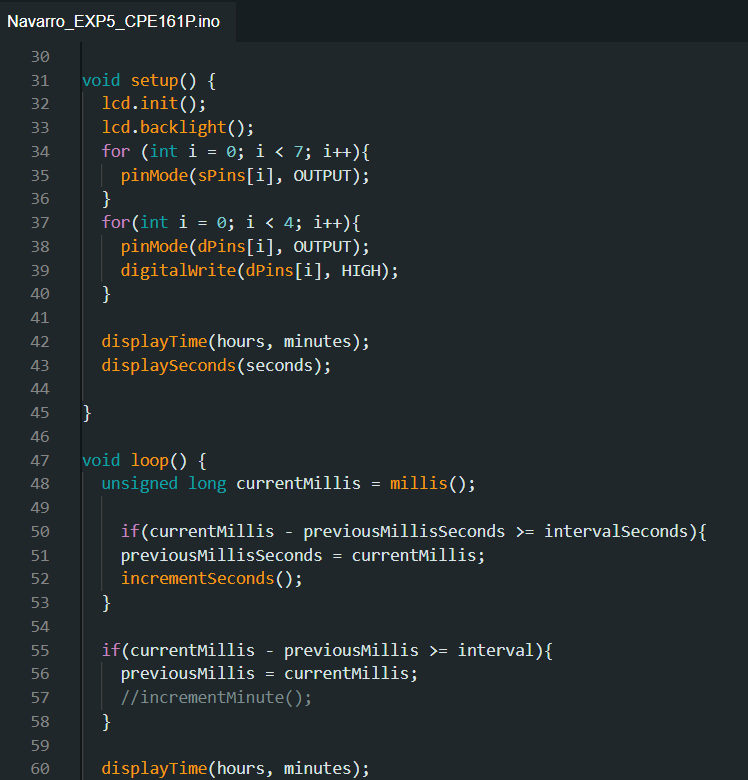 Navarro_EXP5_CPE161P.ino
30
31 void setup() {
32 lcd.init();
33 lcd.backlight();
34 for (int i = 0; i < 7; i++){
35 pinMode(sPins[i], OUTPUT);
36 }
37 for(int i = 0; i < 4; i++){
38 pinMode(dPins[i], OUTPUT);
39 digitalWrite(dPins[i], HIGH);
40 }
41
42 displayTime(hours, minutes);
43 displaySeconds(seconds);
44
45 }
46
47 void loop() {
48 unsigned long currentMillis = millis();
49
50 if(currentMillis - previousMillisSeconds >= intervalSeconds){
51 previousMillisSeconds = currentMillis;
52 incrementSeconds();
53 }
54
55 if(currentMillis - previousMillis >= interval){
56 previousMillis = currentMillis;
57 //incrementMinute();
58 }
59
60 displayTime(hours, minutes);